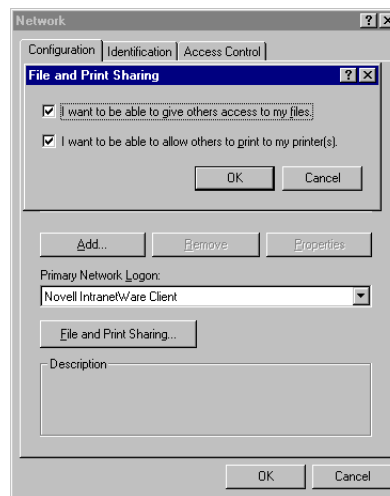 Network
Configuration Identification Access Control
File and Print Sharing
I want to be able to give others access to my files.
I want to be able to allow others to print to my printer(s).
OK Cancel
Add... Remove Properties
Primary Network Logon:
Novell IntranetWare Client
File and Print Sharing...
Description
OK Cancel